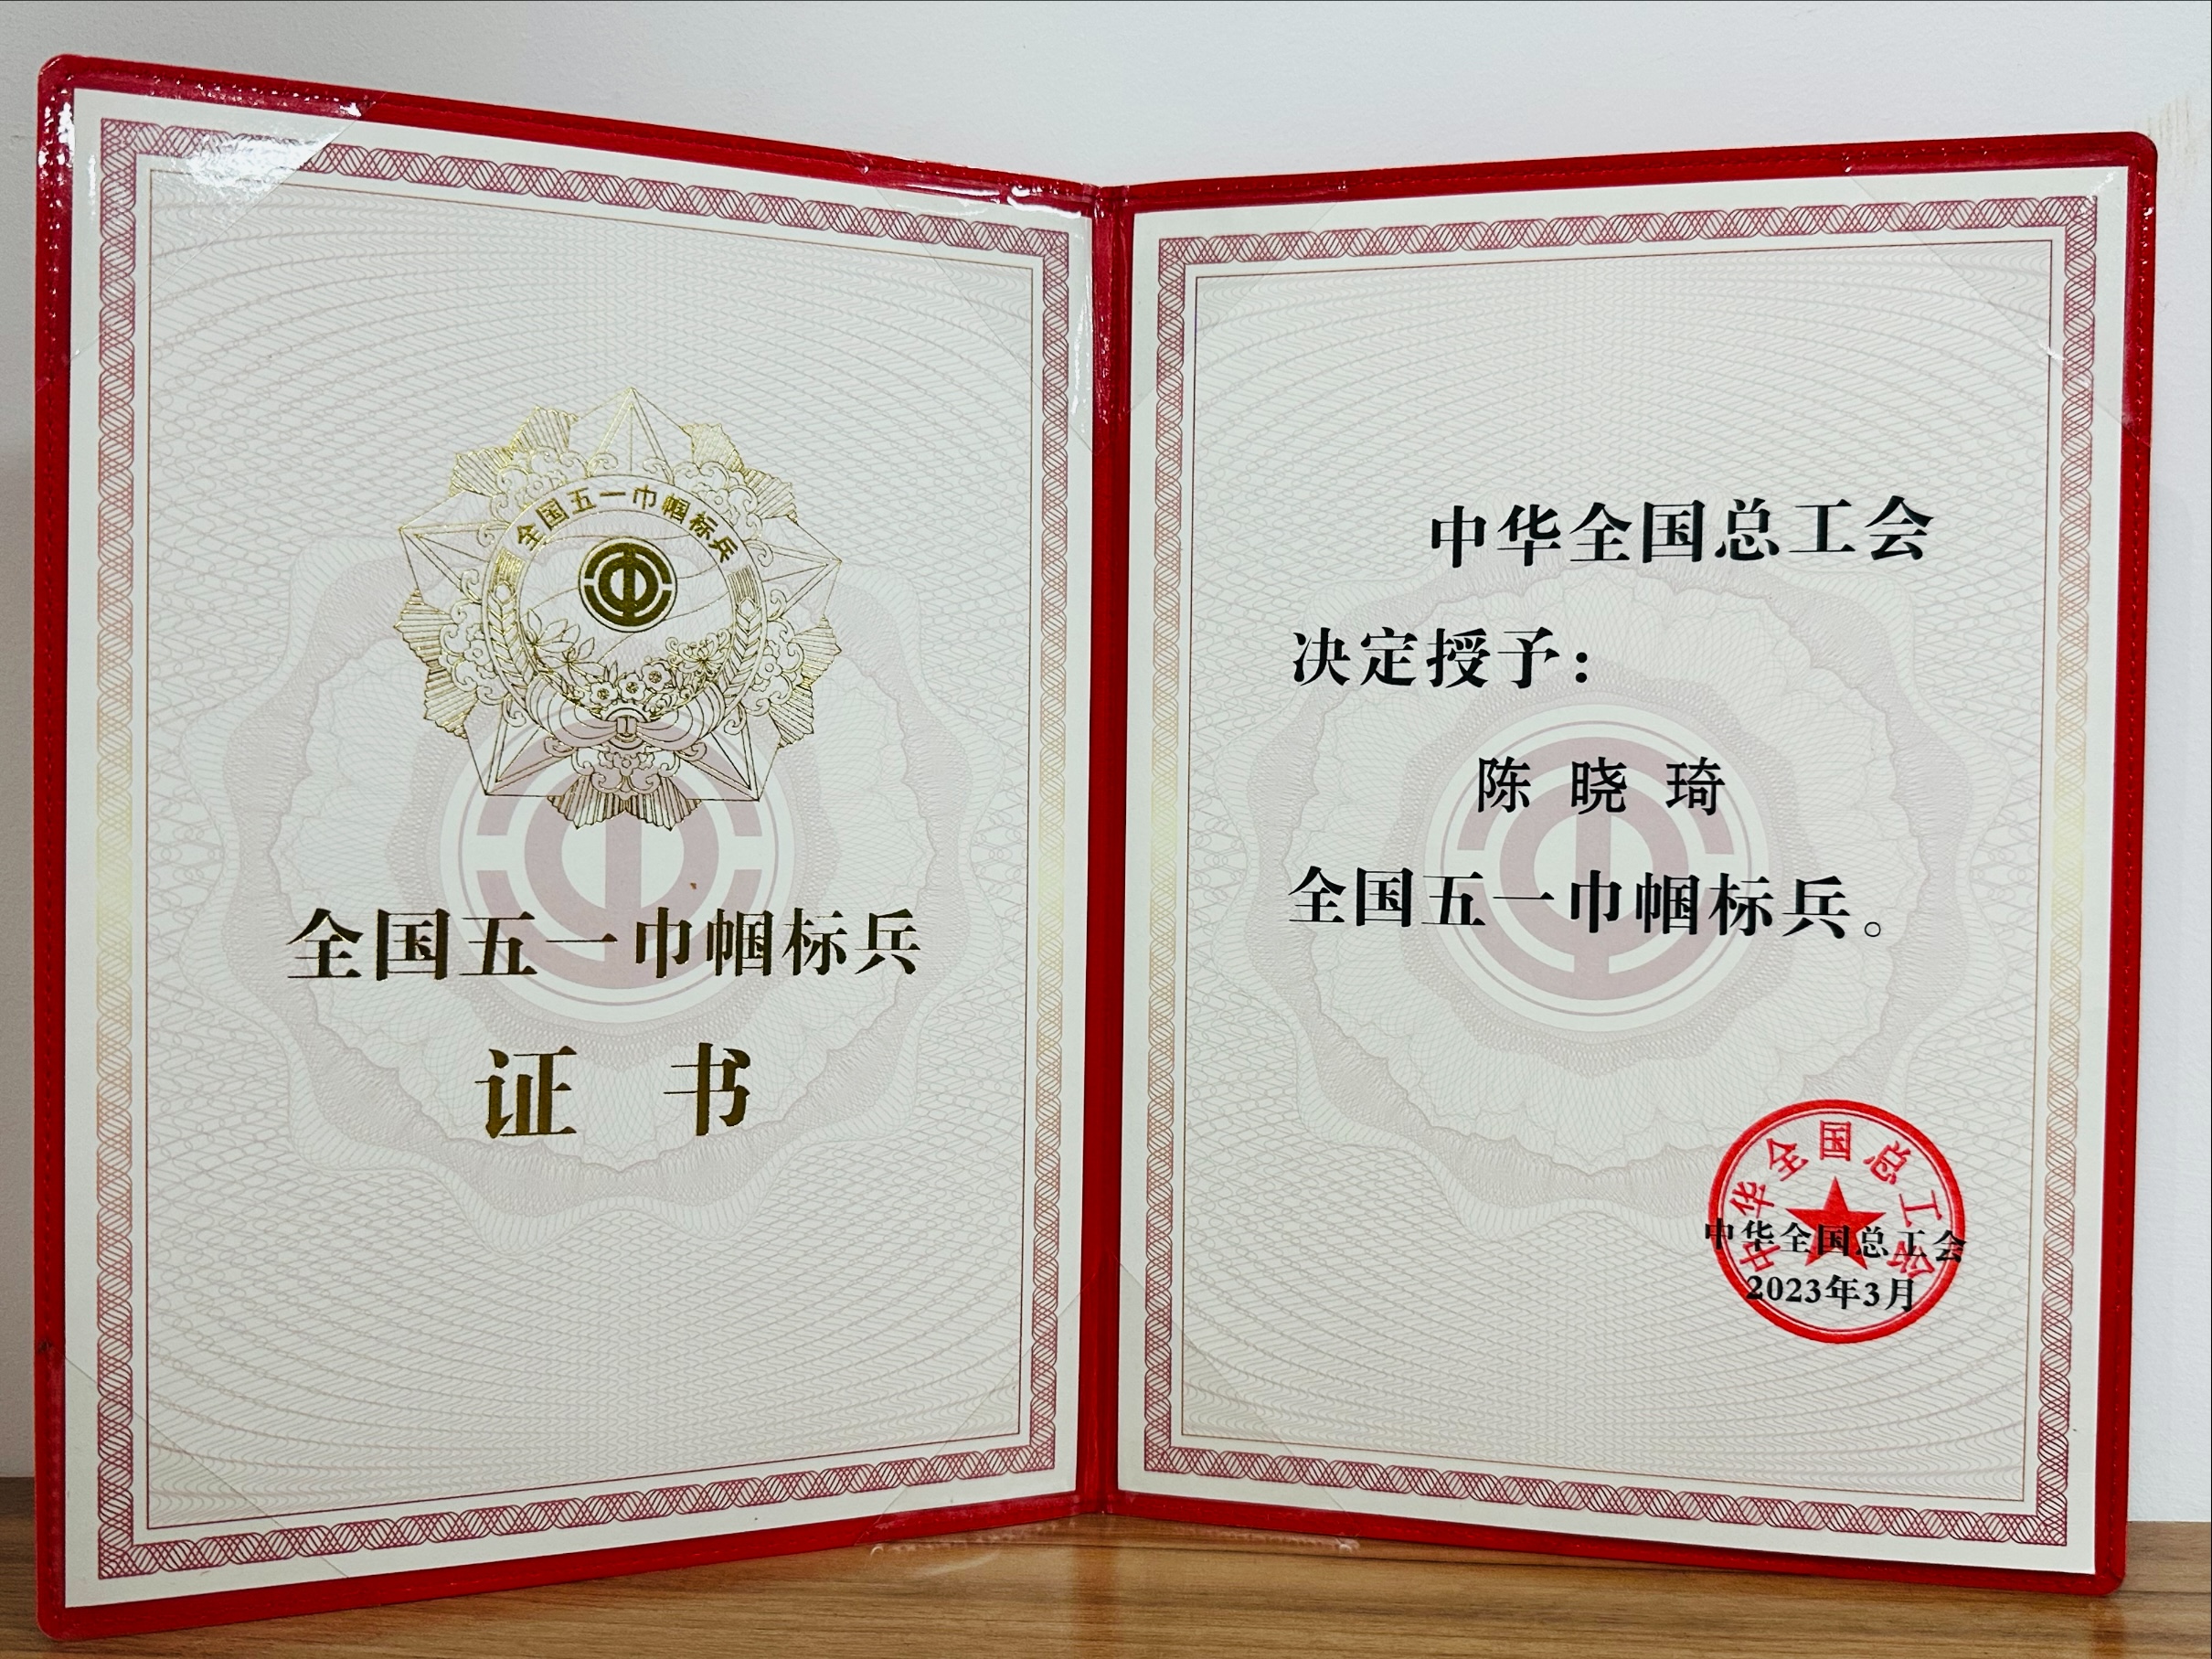 全国五一巾帼标兵
全国五一巾帼标兵
证 书
中华全国总工会
决定授予：
陈 晓 琦
全国五一巾帼标兵。
中华全国总工会
中华全国总工会
2023年3月